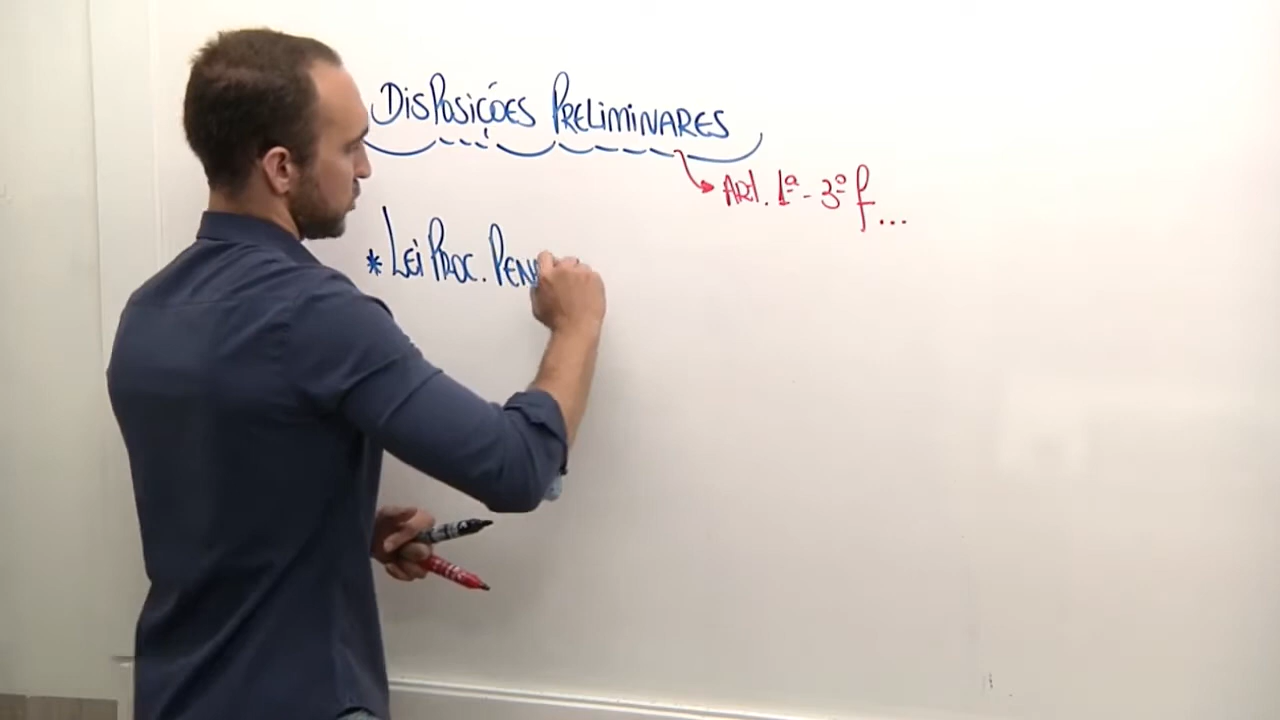 DISPOSIÇÕES PRELIMINARES
ART. 1º - 3º f...
* LEI PROC. PEN